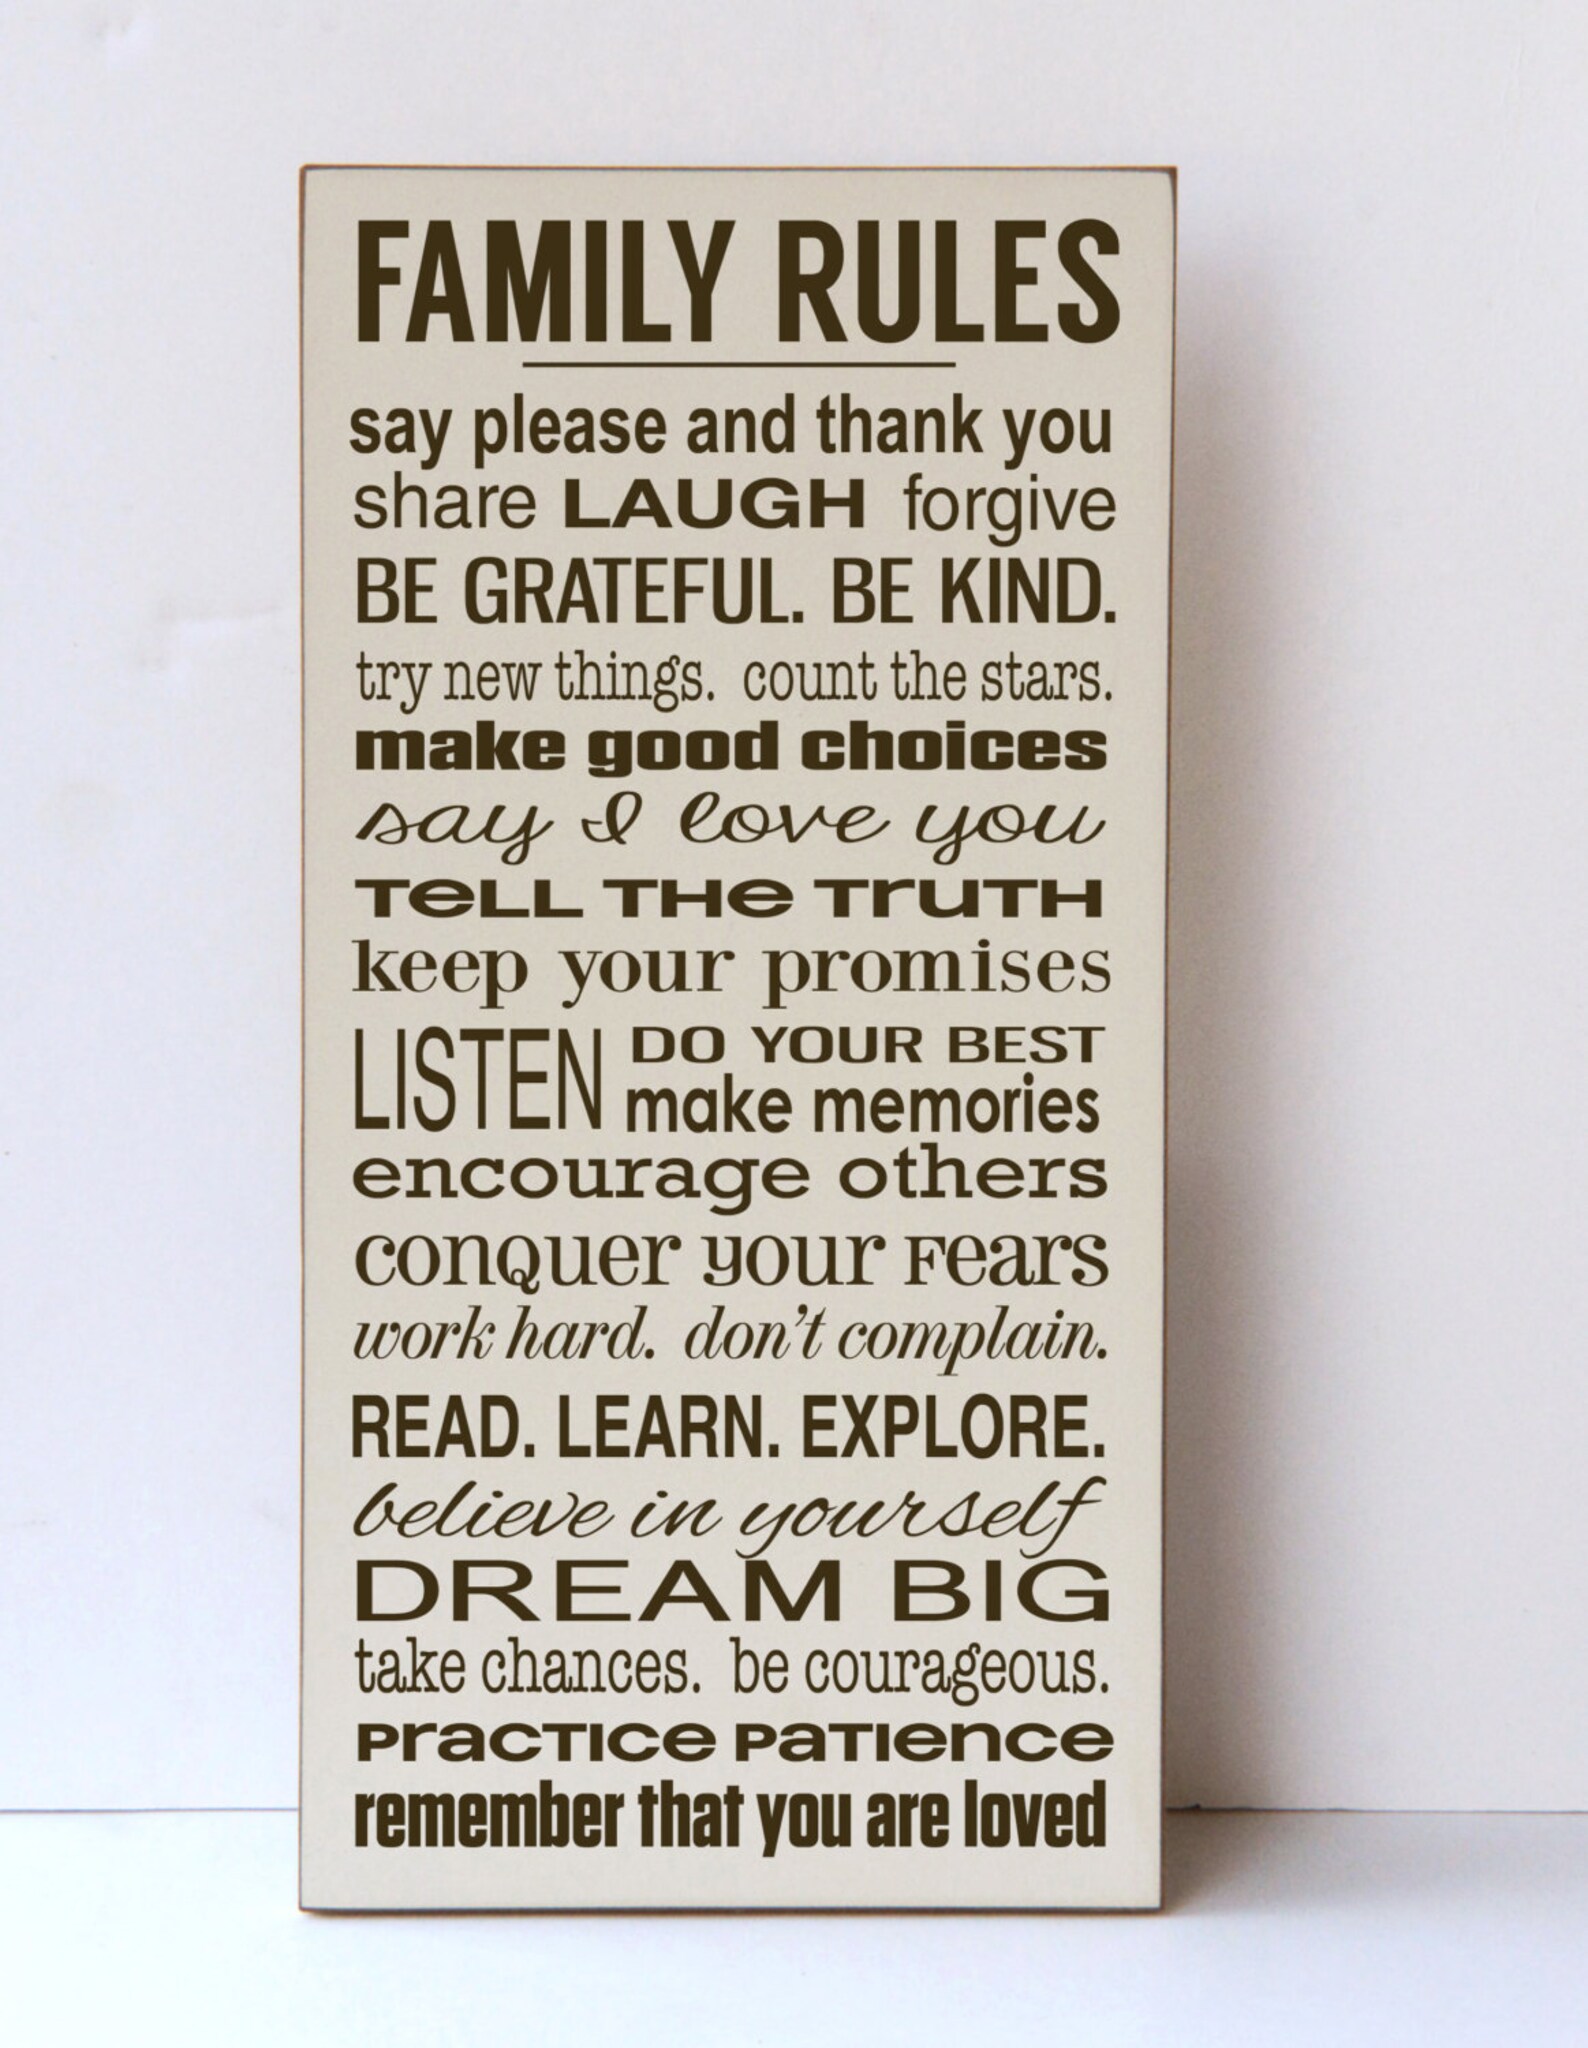 FAMILY RULES
say please and thank you
share LAUGH forgive
BE GRATEFUL. BE KIND.
try new things. count the stars.
make good choices
say I love you
TeLL THe TruTH
keep your promises
LISTEN
DO YOUR BEST
make memories
encourage others
conQuer your Fears
work hard. don't complain.
READ. LEARN. EXPLORE.
believe in yourself
DREAM BIG
take chances. be courageous.
PracTICe PaTIence
remember that you are loved